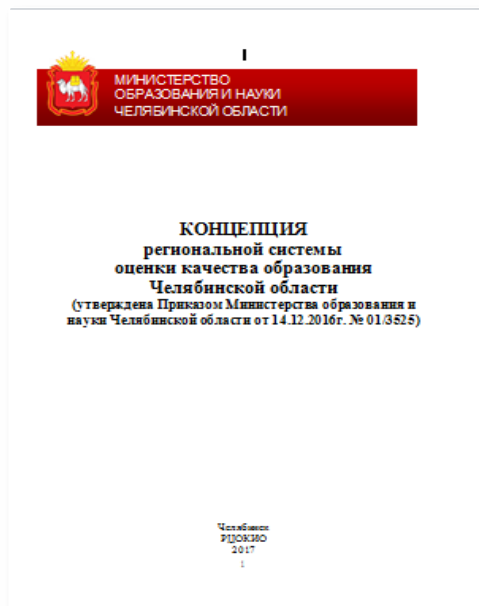 I
МИНИСТЕРСТВО
ОБРАЗОВАНИЯ И НАУКИ
ЧЕЛЯБИНСКОЙ ОБЛАСТИ
КОНЦЕПЦИЯ
региональной системы
оценки качества образования
Челябинской области
(утверждена Приказом Министерства образования и
науки Челябинской области от 14.12.2016г. № 01/3525)
Челябинск
РЦОКИО
2017
1